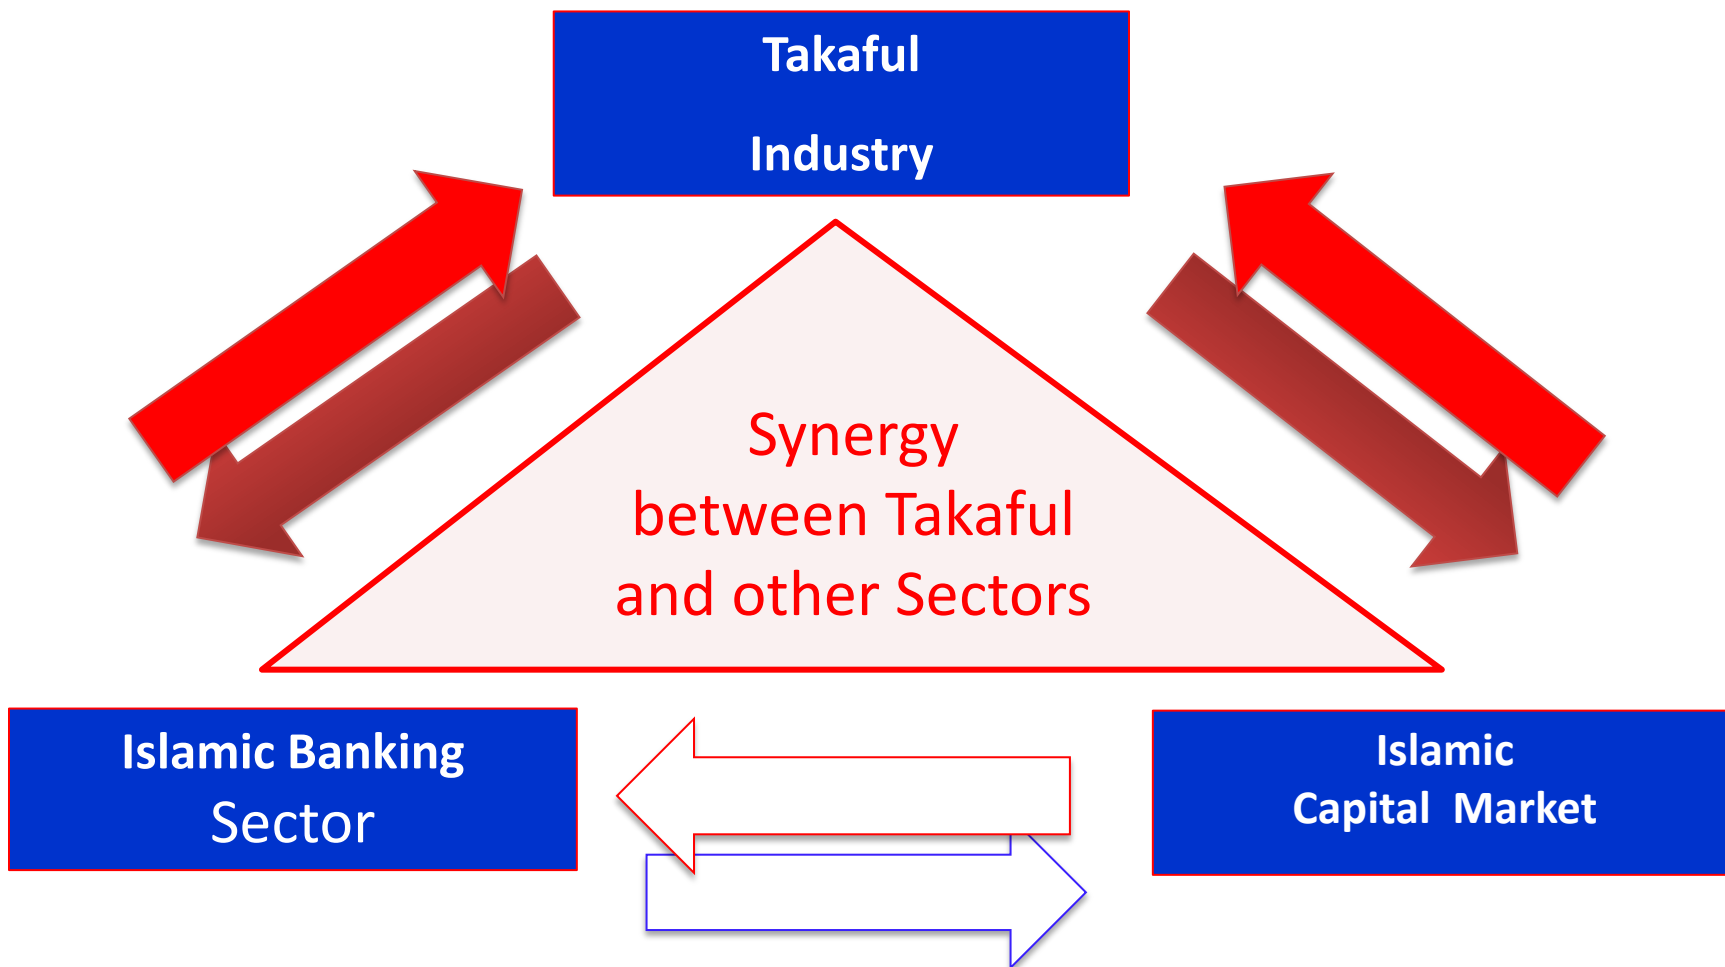 Takaful
Industry
Synergy
between Takaful
and other Sectors
Islamic Banking
Sector
Islamic
Capital  Market